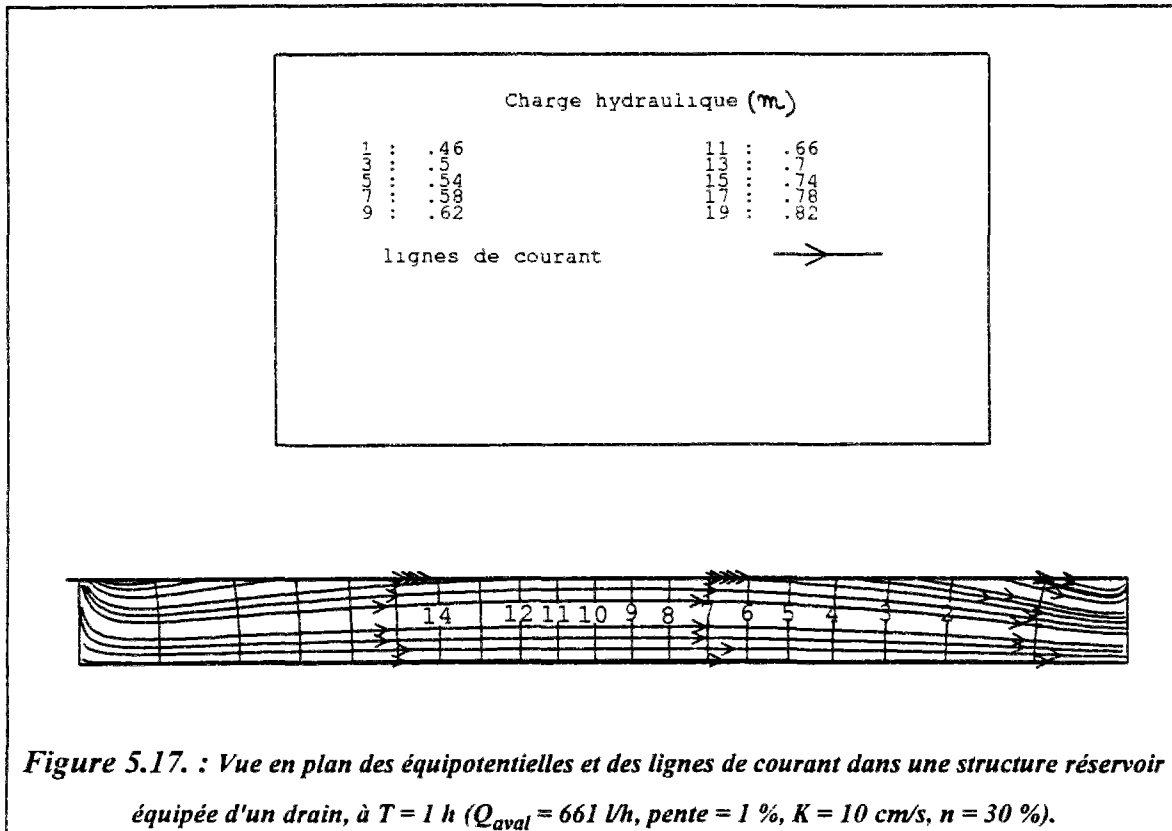 Charge hydraulique (m)
1 : .46 11 : .66
3 : .5 13 : .7
5 : .54 15 : .74
7 : .58 17 : .78
9 : .62 19 : .82
lignes de courant
14 12 11 10 9 8 7 6 5 4 3 2
Figure 5.17. : Vue en plan des équipotentielles et des lignes de courant dans une structure réservoir
équipée d'un drain, à T = 1 h (Qaval = 661 l/h, pente = 1 %, K = 10 cm/s, n = 30 %).